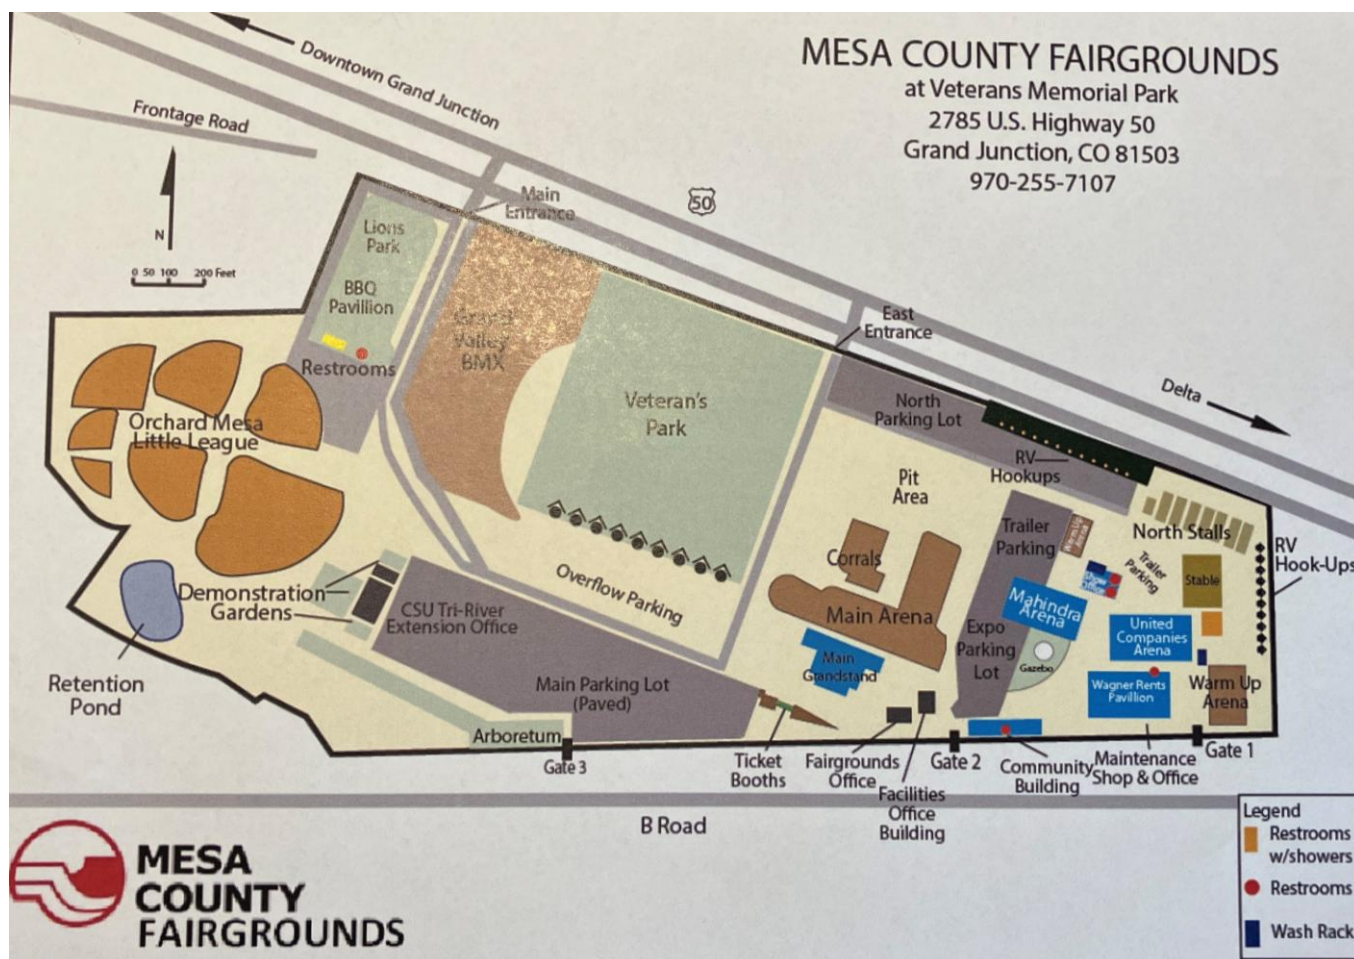 MESA COUNTY FAIRGROUNDS
at Veterans Memorial Park
2785 U.S. Highway 50
Grand Junction, CO 81503
970-255-7107
Downtown Grand Junction
Frontage Road
N
0 50 100 200 Feet
Main
Entrance
50
Lions
Park
BBQ
Pavillion
Restrooms
Grand
Valley
BMX
Veteran's
Park
East
Entrance
Delta
North
Parking Lot
RV
Hookups
Pit
Area
Orchard Mesa
Little League
Trailer
Parking
Warm Up
Arena
North Stalls
Trailer
Parking
RV
Hook-Ups
Stable
Show
Office
Corrals
Mahindra
Arena
Main Arena
United
Companies
Arena
Overflow Parking
Demonstration
Gardens
CSU Tri-River
Extension Office
Expo
Parking
Lot
Gazebo
Main
Grandstand
Wagner Rents
Pavillion
Warm Up
Arena
Retention
Pond
Main Parking Lot
(Paved)
Arboretum
Gate 3
Ticket
Booths
Fairgrounds
Office
Facilities
Office
Building
Gate 2
Community
Building
Maintenance
Shop & Office
Gate 1
B Road
Legend
Restrooms
w/showers
Restrooms
Wash Rack
MESA
COUNTY
FAIRGROUNDS